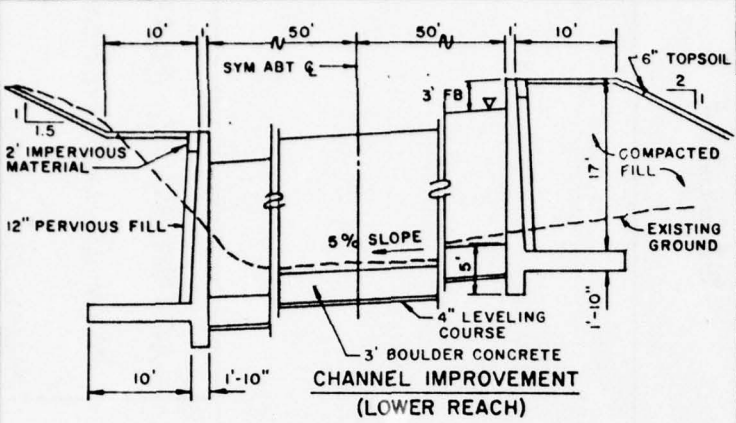 10'
1'
50'
50'
1'
10'
SYM ABT ℄
6" TOPSOIL
2
1
3' FB
1
1.5
2' IMPERVIOUS
MATERIAL
COMPACTED
FILL
17'
12" PERVIOUS FILL
5% SLOPE
EXISTING
GROUND
5'
4" LEVELING
COURSE
1'-10"
3' BOULDER CONCRETE
10'
1'-10"
CHANNEL IMPROVEMENT
(LOWER REACH)